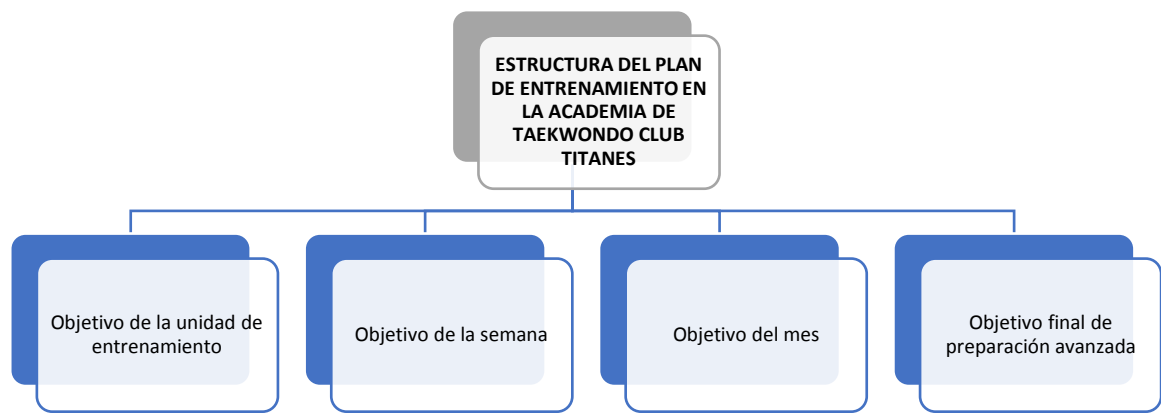 ESTRUCTURA DEL PLAN
DE ENTRENAMIENTO EN
LA ACADEMIA DE
TAEKWONDO CLUB
TITANES
Objetivo de la unidad de
entrenamiento
Objetivo de la semana
Objetivo del mes
Objetivo final de
preparación avanzada